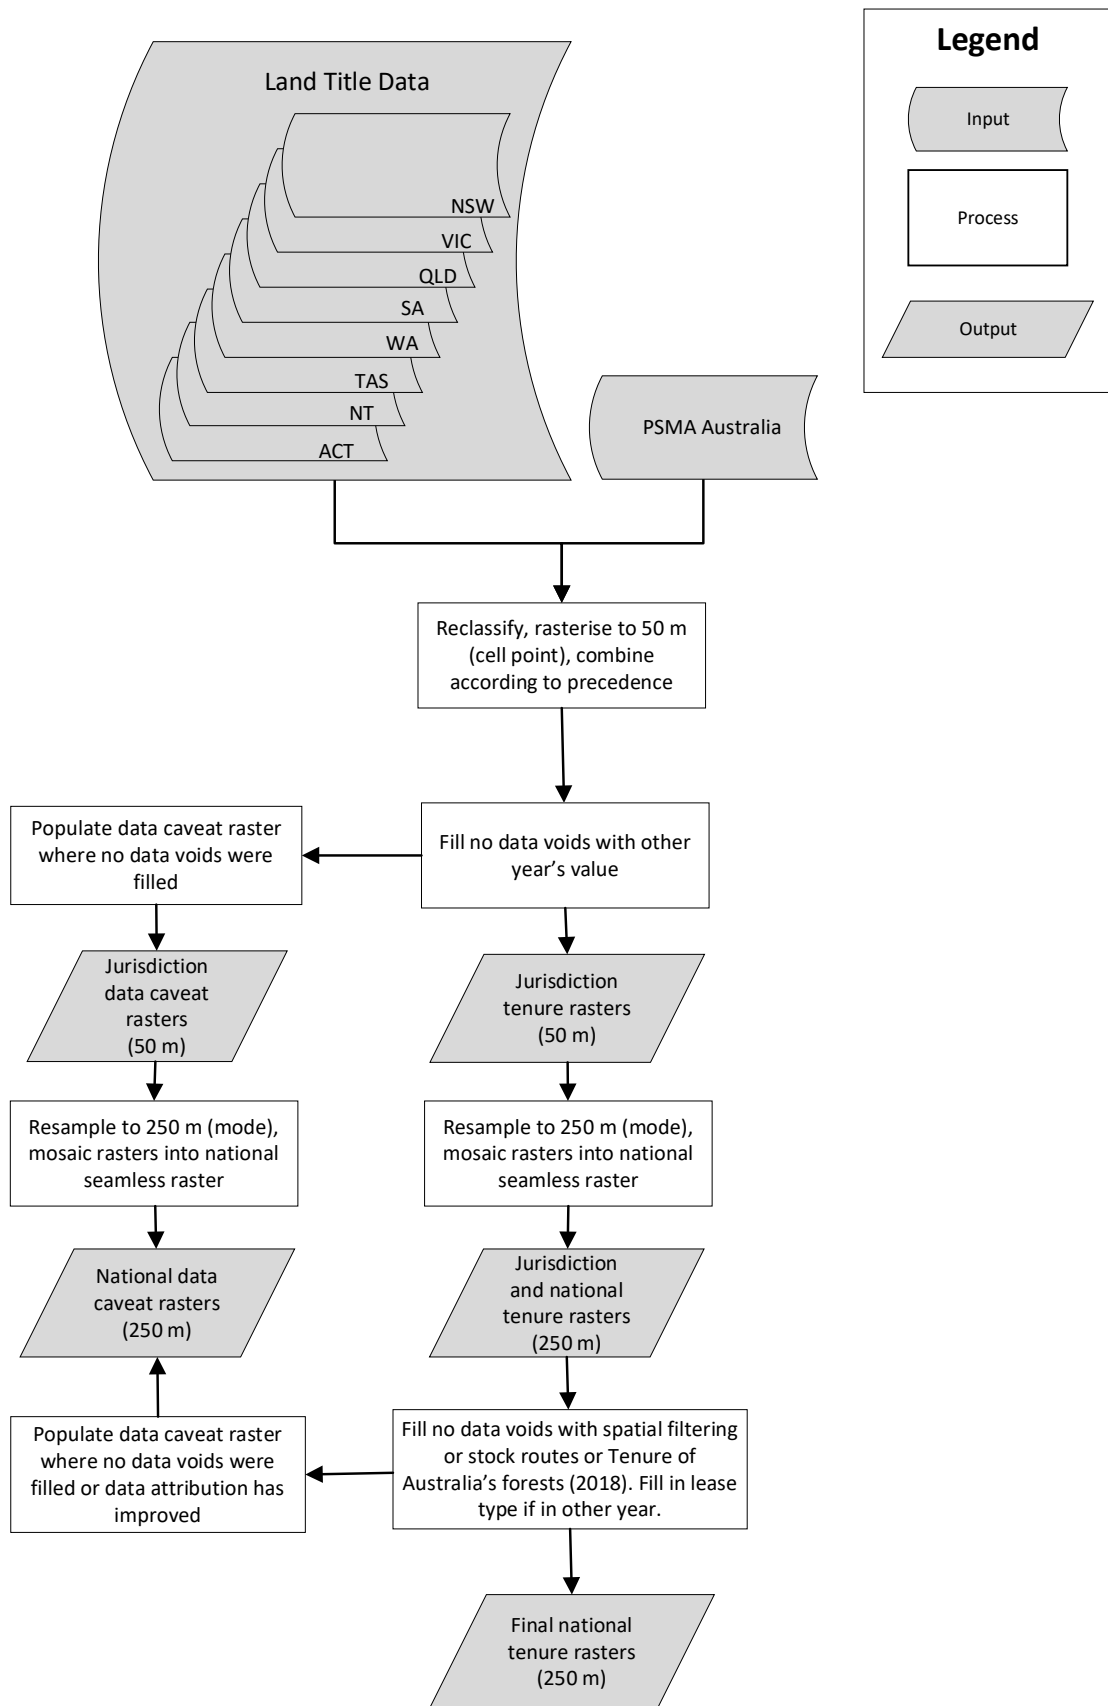 Legend
Input
Process
Output
Land Title Data
NSW
VIC
QLD
SA
WA
TAS
NT
ACT
PSMA Australia
Reclassify, rasterise to 50 m
(cell point), combine
according to precedence
Populate data caveat raster
where no data voids were
filled
Fill no data voids with other
year’s value
Jurisdiction
data caveat
rasters
(50 m)
Jurisdiction
tenure rasters
(50 m)
Resample to 250 m (mode),
mosaic rasters into national
seamless raster
Resample to 250 m (mode),
mosaic rasters into national
seamless raster
National data
caveat rasters
(250 m)
Jurisdiction
and national
tenure rasters
(250 m)
Populate data caveat raster
where no data voids were
filled or data attribution has
improved
Fill no data voids with spatial filtering
or stock routes or Tenure of
Australia’s forests (2018). Fill in lease
type if in other year.
Final national
tenure rasters
(250 m)